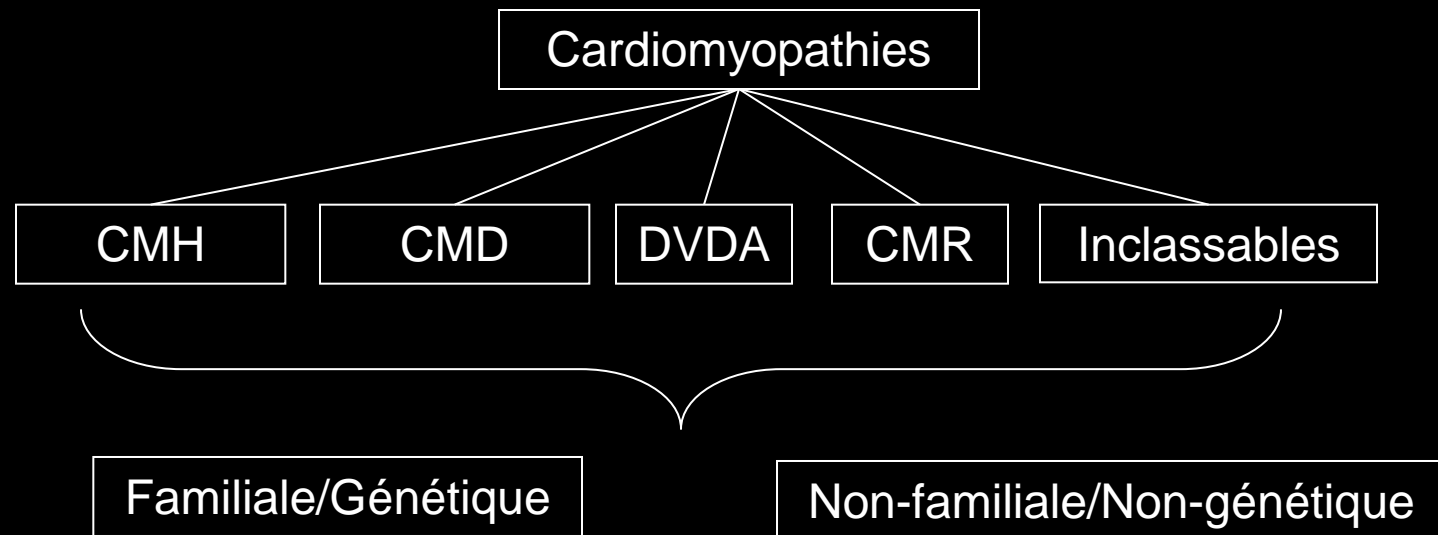 Cardiomyopathies
CMH
CMD
DVDA
CMR
Inclassables
Familiale/Génétique
Non-familiale/Non-génétique